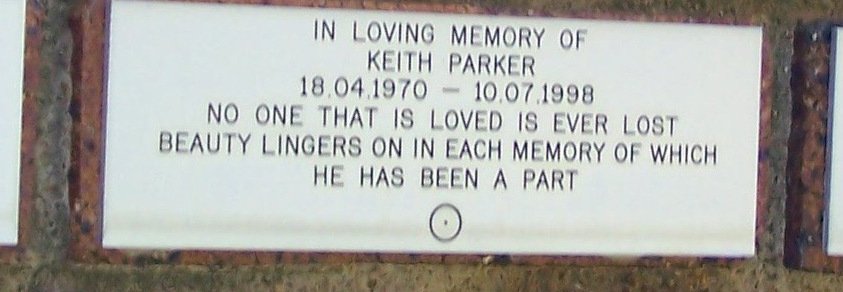 IN LOVING MEMORY OF
KEITH PARKER
18.04.1970 – 10.07.1998
NO ONE THAT IS LOVED IS EVER LOST
BEAUTY LINGERS ON IN EACH MEMORY OF WHICH
HE HAS BEEN A PART